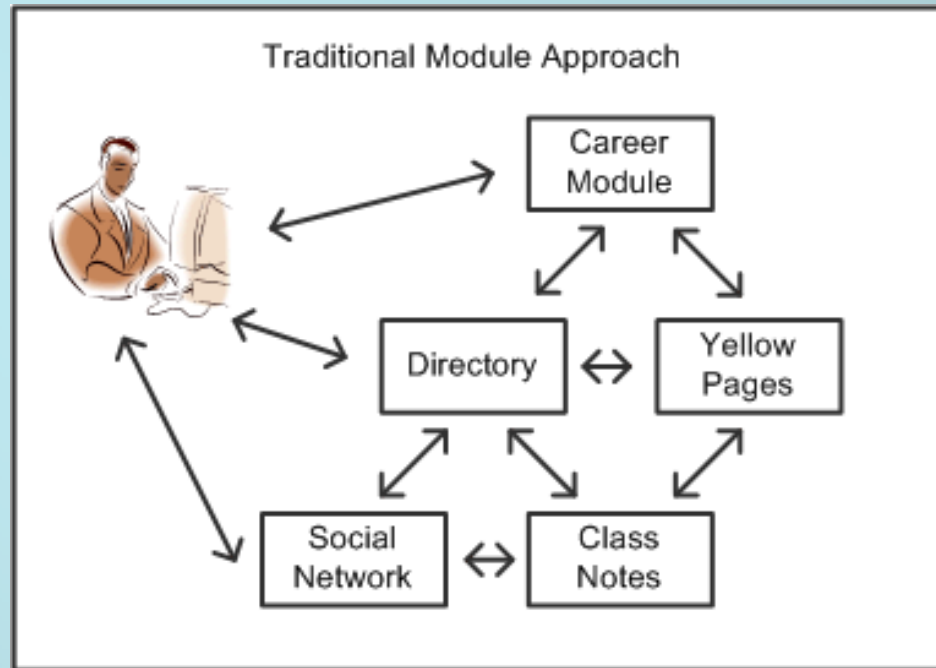 Traditional Module Approach
Career
Module
Directory
Yellow
Pages
Social
Network
Class
Notes